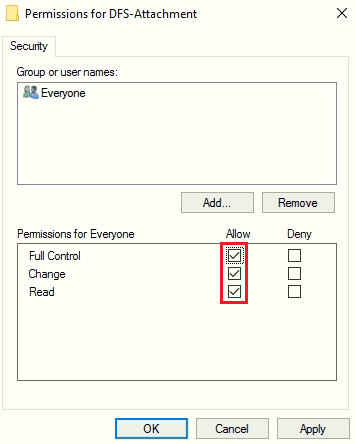 Permissions for DFS-Attachment
Security
Group or user names:
Everyone
Add... Remove
Permissions for Everyone Allow Deny
Full Control
Change
Read
OK Cancel Apply